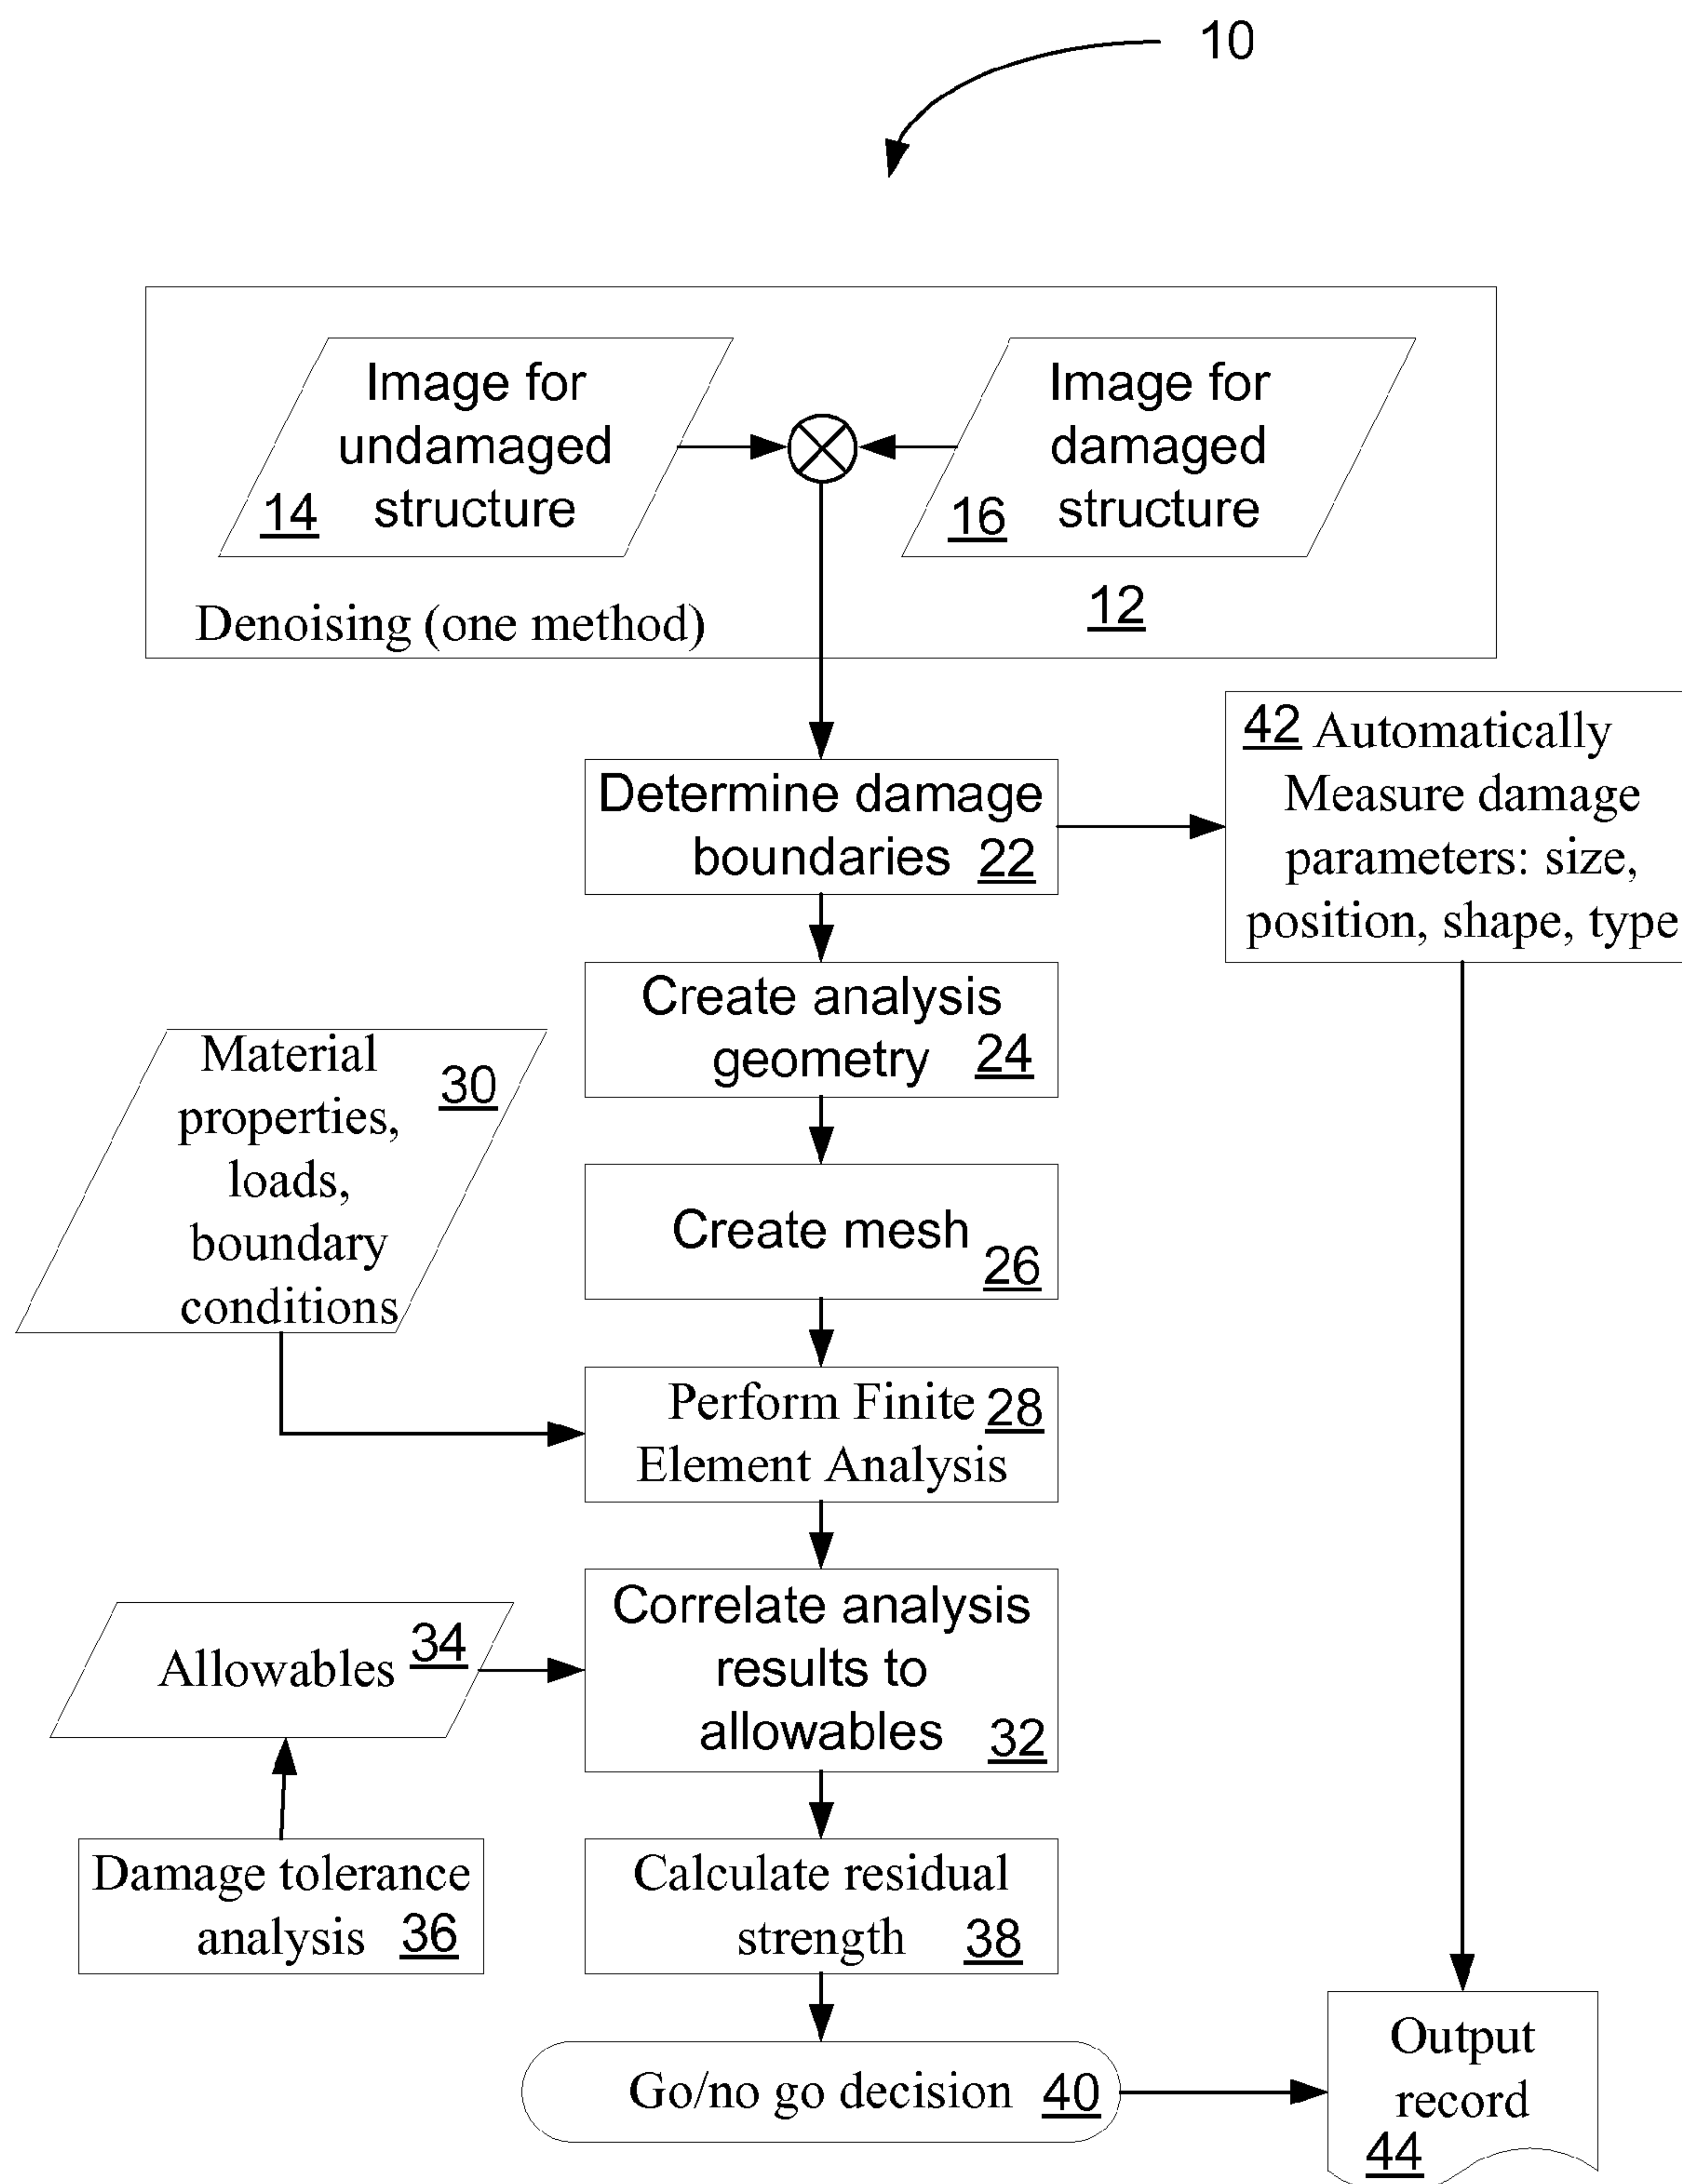 10
Image for
undamaged
14 structure
Image for
damaged
16 structure
Denoising (one method)
12
Determine damage
boundaries 22
42 Automatically
Measure damage
parameters: size,
position, shape, type
Create analysis
geometry 24
Material
30
properties,
loads,
boundary
conditions
Create mesh
26
Perform Finite 28
Element Analysis
Correlate analysis
results to
allowables 32
Allowables 34
Damage tolerance
analysis 36
Calculate residual
strength 38
Go/no go decision 40
Output
record
44